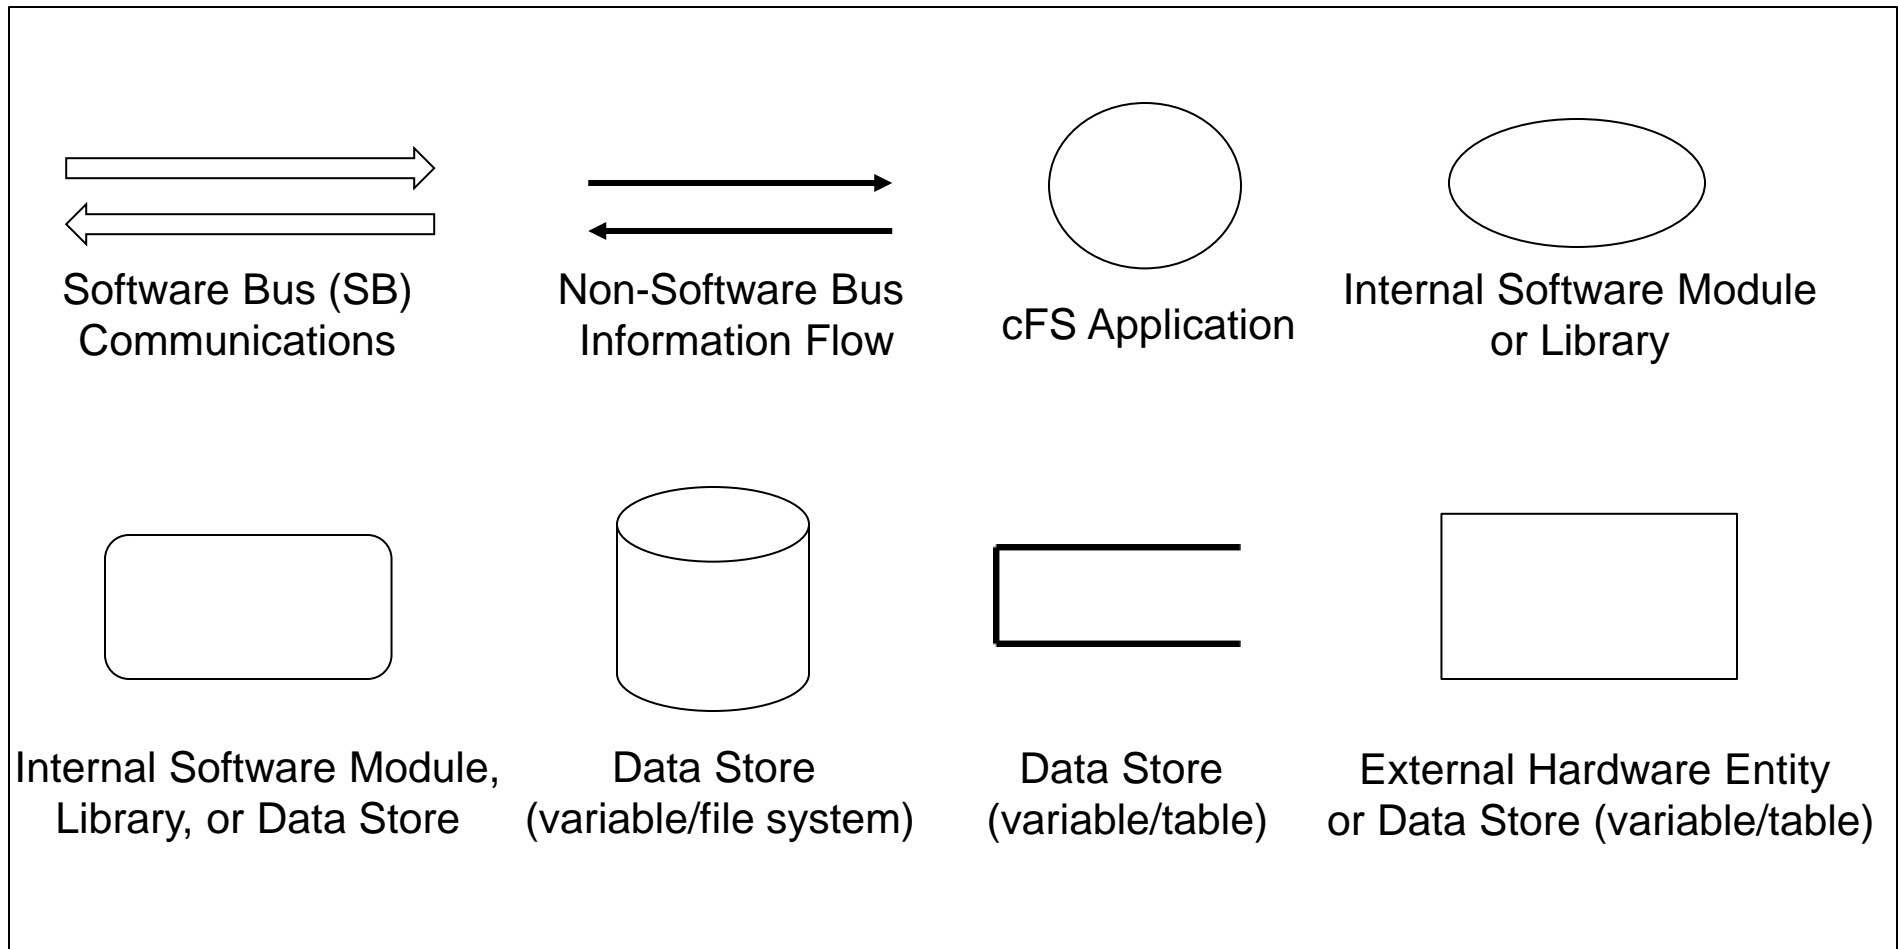 Software Bus (SB)
Communications
Non-Software Bus
Information Flow
cFS Application
Internal Software Module
or Library
Internal Software Module,
Library, or Data Store
Data Store
(variable/file system)
Data Store
(variable/table)
External Hardware Entity
or Data Store (variable/table)